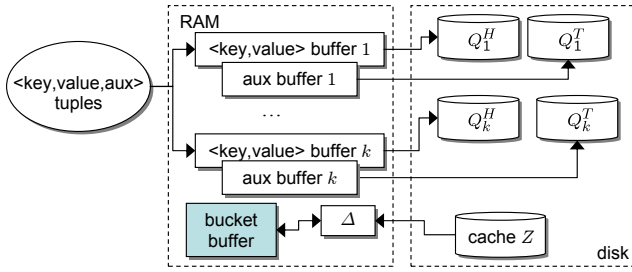 RAM
<key,value,aux>
tuples
<key,value> buffer 1
aux buffer 1
...
<key,value> buffer k
aux buffer k
bucket
buffer
Δ
Q_1^H
Q_1^T
Q_k^H
Q_k^T
cache Z
disk